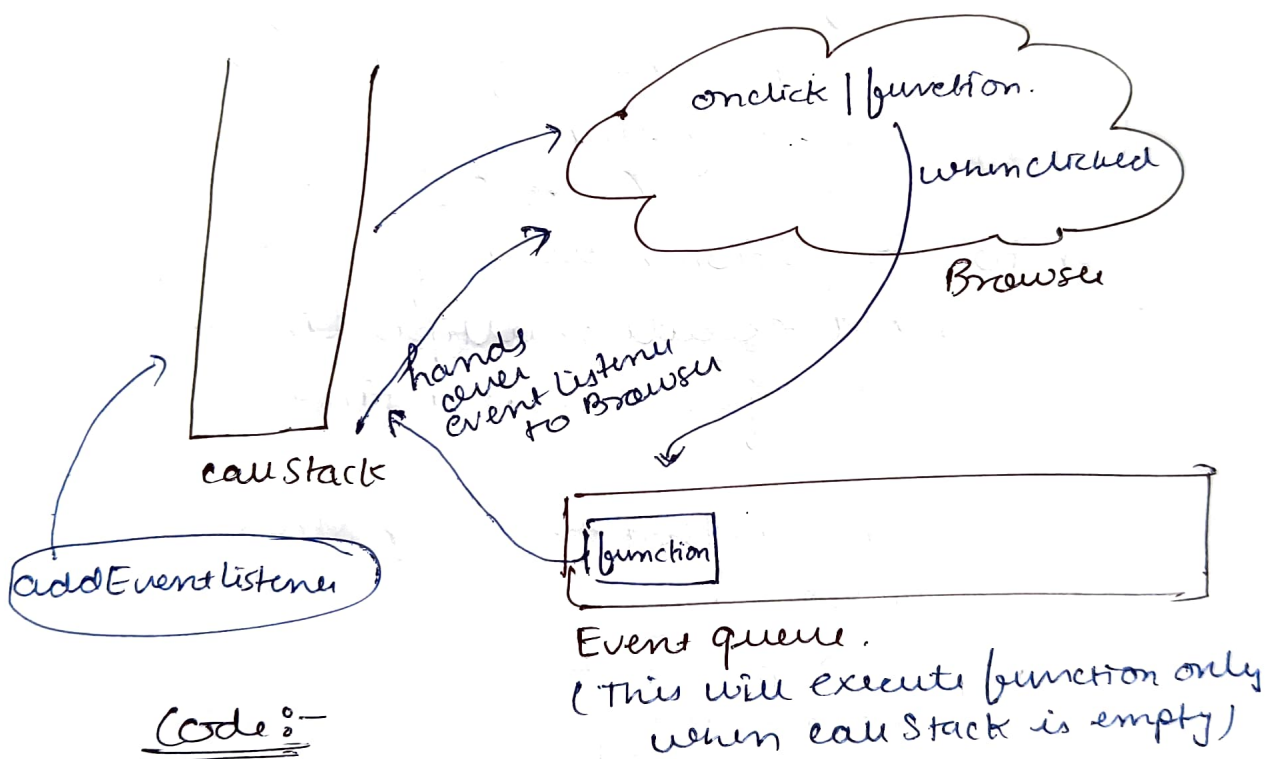 onclick | function.
when clicked
Browser
hands
over
event listener
to Browser
call Stack
addEventListener
function
Event queue.
(This will execute function only
when call Stack is empty)
Code:-